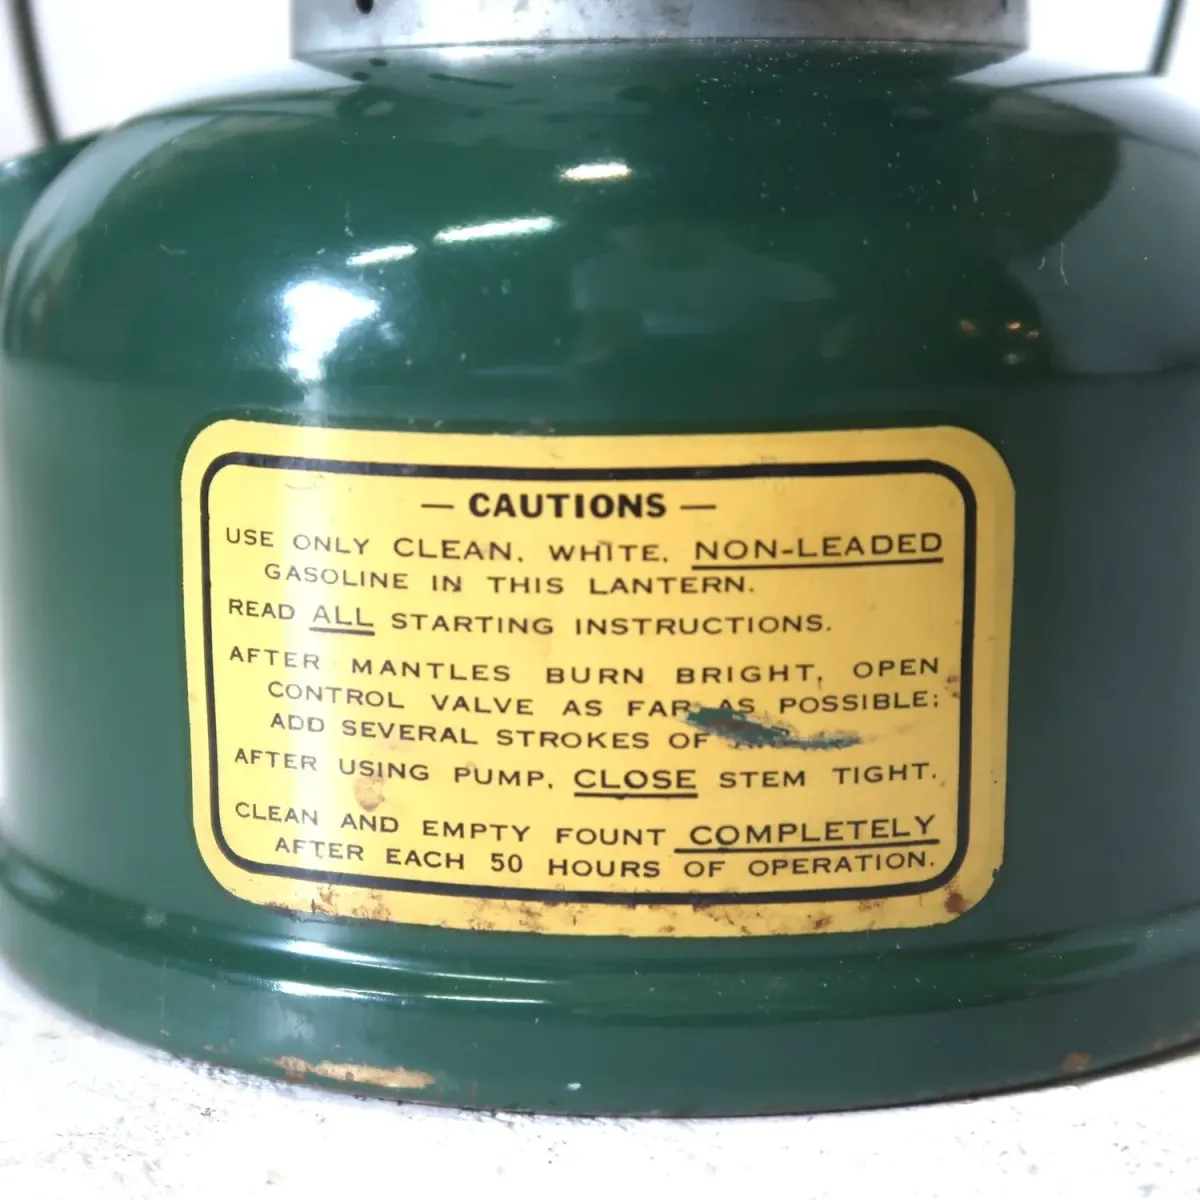 — CAUTIONS —
USE ONLY CLEAN, WHITE, NON-LEADED
GASOLINE IN THIS LANTERN.
READ ALL STARTING INSTRUCTIONS.
AFTER MANTLES BURN BRIGHT, OPEN
CONTROL VALVE AS FAR AS POSSIBLE;
ADD SEVERAL STROKES OF
AFTER USING PUMP, CLOSE STEM TIGHT.
CLEAN AND EMPTY FOUNT COMPLETELY
AFTER EACH 50 HOURS OF OPERATION.